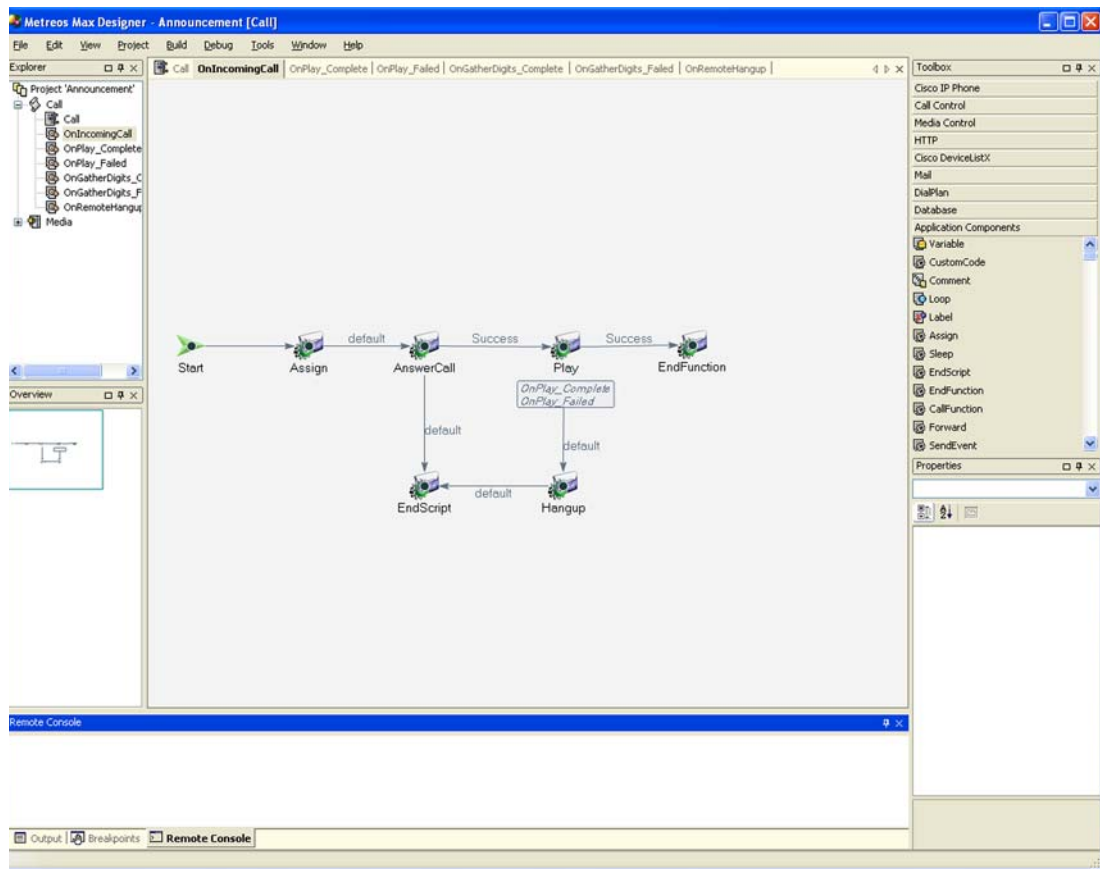 Metreos Max Designer - Announcement [Call]
File Edit View Project Build Debug Tools Window Help
Explorer
Project 'Announcement'
Call
Call
OnIncomingCall
OnPlay_Complete
OnPlay_Failed
OnGatherDigits_C
OnGatherDigits_F
OnRemoteHangup
Media
Overview
Call OnIncomingCall OnPlay_Complete OnPlay_Failed OnGatherDigits_Complete OnGatherDigits_Failed OnRemoteHangup
Start
Assign
default
AnswerCall
Success
Play
Success
EndFunction
OnPlay_Complete
OnPlay_Failed
default
default
EndScript
default
Hangup
Toolbox
Cisco IP Phone
Call Control
Media Control
HTTP
Cisco DeviceListX
Mail
DialPlan
Database
Application Components
Variable
CustomCode
Comment
Loop
Label
Assign
Sleep
EndScript
EndFunction
CallFunction
Forward
SendEvent
Properties
Remote Console
Output Breakpoints Remote Console